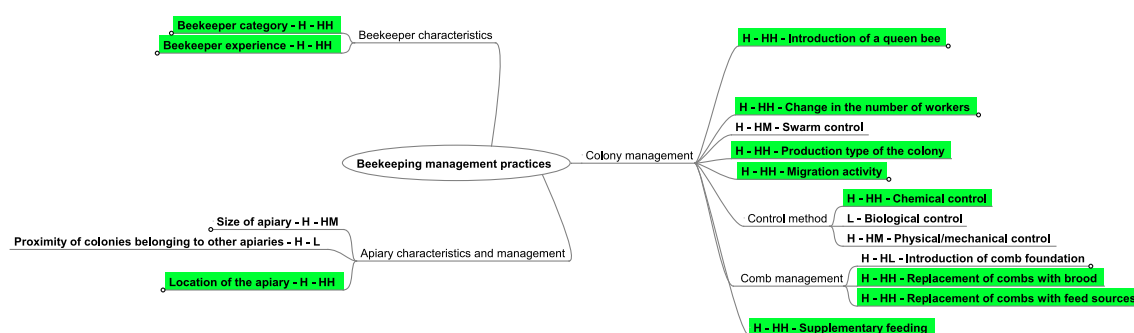 Beekeeper category - H - HH
Beekeeper experience - H - HH
Beekeeper characteristics
Beekeeping management practices
Size of apiary - H - HM
Proximity of colonies belonging to other apiaries - H - L
Location of the apiary - H - HH
Apiary characteristics and management
Colony management
H - HH - Introduction of a queen bee
H - HH - Change in the number of workers
H - HM - Swarm control
H - HH - Production type of the colony
H - HH - Migration activity
Control method
H - HH - Chemical control
L - Biological control
H - HM - Physical/mechanical control
Comb management
H - HL - Introduction of comb foundation
H - HH - Replacement of combs with brood
H - HH - Replacement of combs with feed sources
H - HH - Supplementary feeding